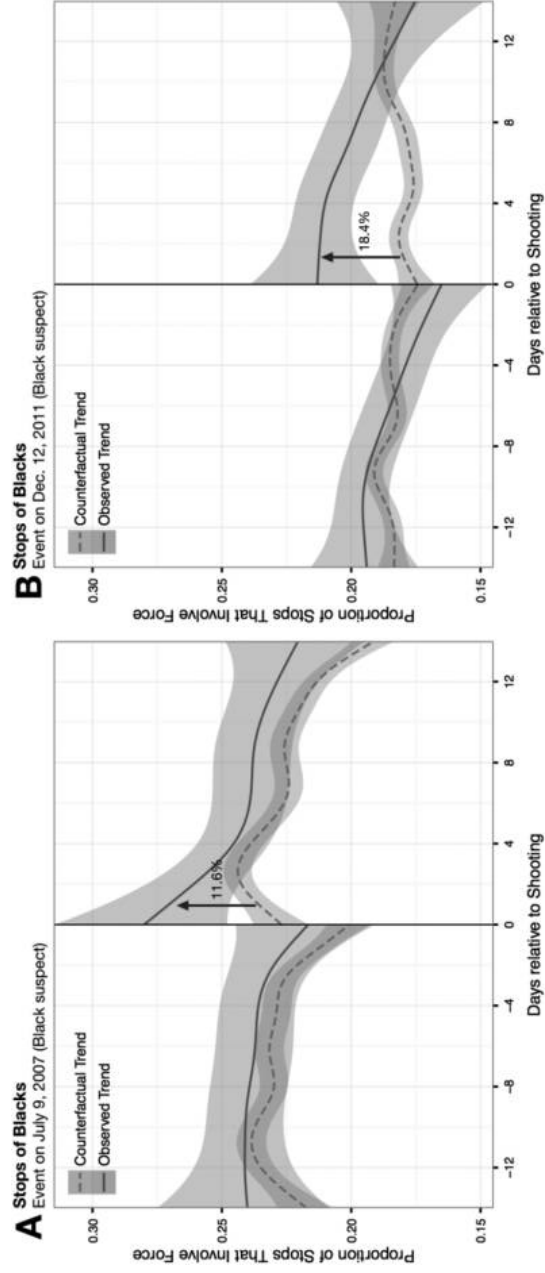 A Stops of Blacks
Event on July 9, 2007 (Black suspect)
Counterfactual Trend
Observed Trend
Proportion of Stops That Involve Force
0.30
0.25
0.20
0.15
11.6%
−12
−8
−4
0
4
8
12
Days relative to Shooting
B Stops of Blacks
Event on Dec. 12, 2011 (Black suspect)
Counterfactual Trend
Observed Trend
Proportion of Stops That Involve Force
0.30
0.25
0.20
0.15
18.4%
−12
−8
−4
0
4
8
12
Days relative to Shooting